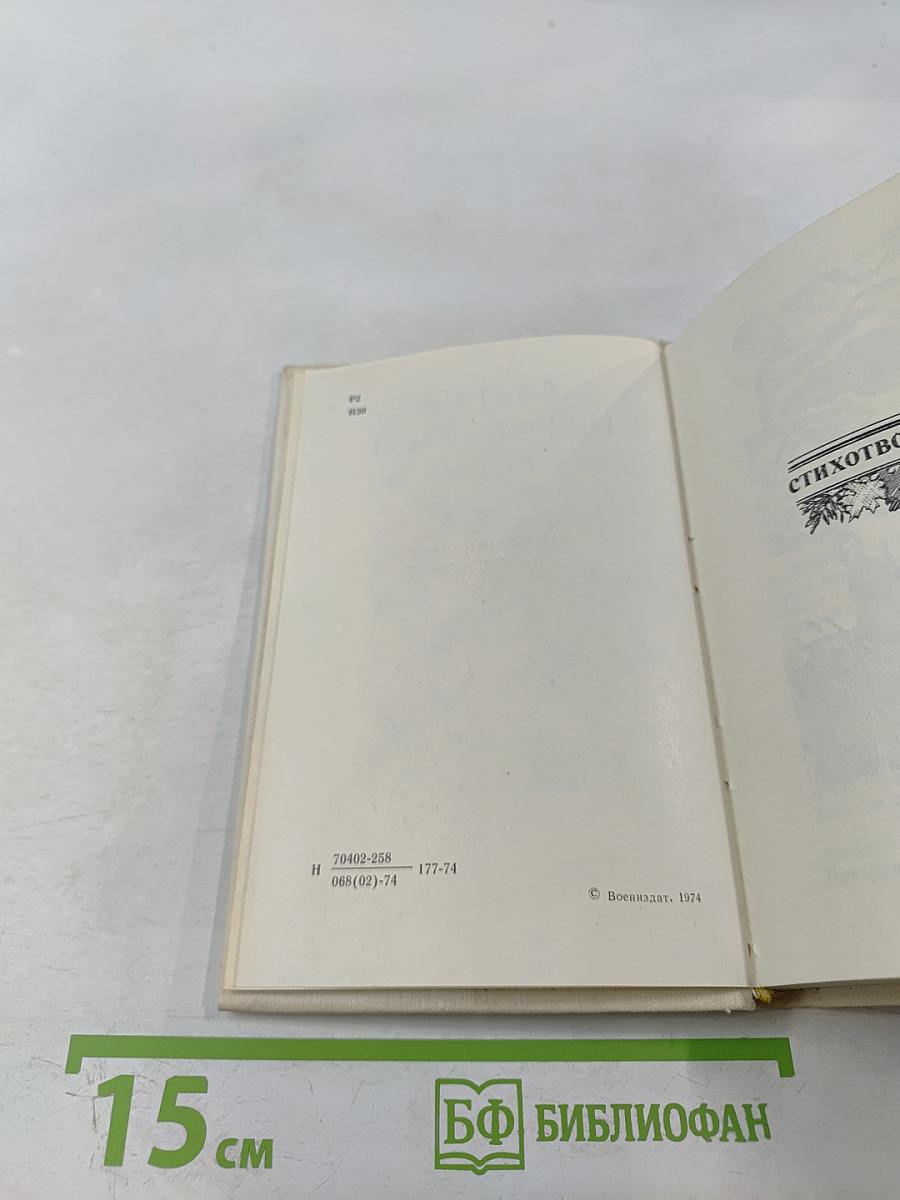 Р2
Н30
СТИХОТВО
Н 70402-258 177-74
068(02)-74
© Воениздат, 1974
15 см
БФ БИБЛИОФАН